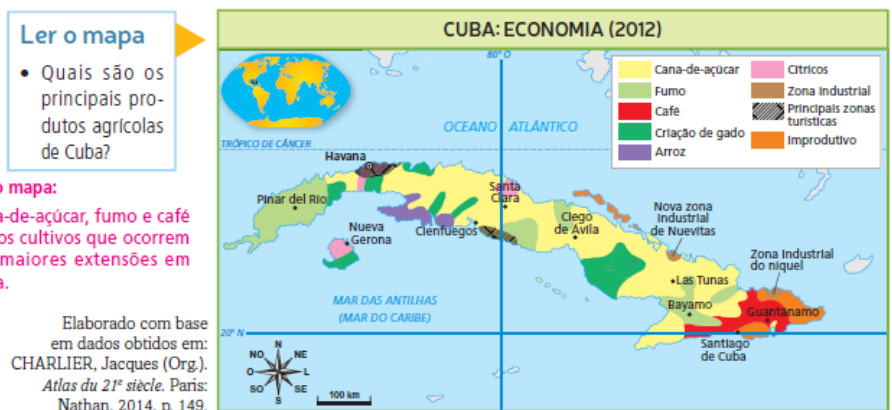 Ler o mapa
• Quais são os
principais pro-
dutos agrícolas
de Cuba?
o mapa:
a-de-açúcar, fumo e café
os cultivos que ocorrem
maiores extensões em
a.
Elaborado com base
em dados obtidos em:
CHARLIER, Jacques (Org.).
Atlas du 21e siècle. Paris:
Nathan, 2014. p. 149.
CUBA: ECONOMIA (2012)
80° O
Cana-de-açúcar
Fumo
Café
Criação de gado
Arroz
Cítricos
Zona Industrial
Principais zonas
turísticas
Improdutivo
OCEANO ATLÂNTICO
TRÓPICO DE CÂNCER
Havana
Pinar del Río
Nueva
Gerona
Cienfuegos
Santa
Clara
Ciego
de Ávila
Nova zona
Industrial
de Nuevitas
Zona Industrial
do níquel
Las Tunas
Bayamo
Guantánamo
Santiago
de Cuba
MAR DAS ANTILHAS
(MAR DO CARIBE)
20° N
N
NO NE
O L
SO SE
S
100 km